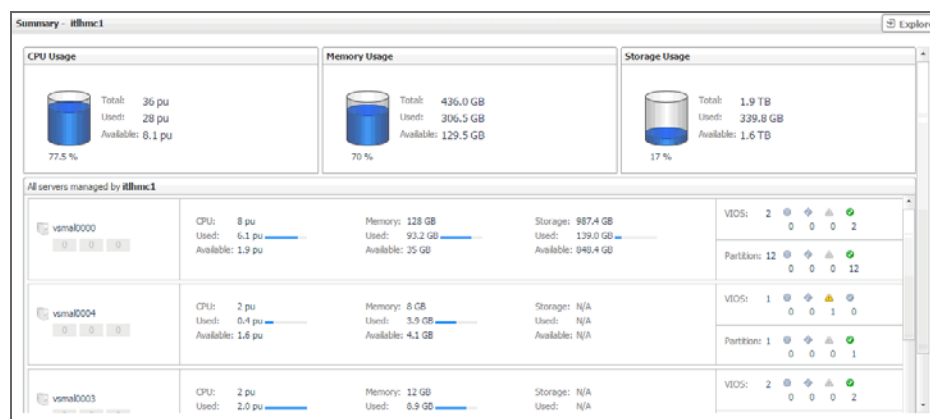 Summary - itlhmc1
Explore
CPU Usage
Total: 36 pu
Used: 28 pu
Available: 8.1 pu
77.5 %
Memory Usage
Total: 436.0 GB
Used: 306.5 GB
Available: 129.5 GB
70 %
Storage Usage
Total: 1.9 TB
Used: 339.8 GB
Available: 1.6 TB
17 %
All servers managed by itlhmc1
vsmal0000
0 0 0
CPU: 8 pu
Used: 6.1 pu
Available: 1.9 pu
Memory: 128 GB
Used: 93.2 GB
Available: 35 GB
Storage: 987.4 GB
Used: 139.0 GB
Available: 848.4 GB
VIOS: 2
0 0 0 2
Partition: 12
0 0 0 12
vsmal0004
0 0 0
CPU: 2 pu
Used: 0.4 pu
Available: 1.6 pu
Memory: 8 GB
Used: 3.9 GB
Available: 4.1 GB
Storage: N/A
Used: N/A
Available: N/A
VIOS: 1
0 0 1 0
Partition: 1
0 0 0 1
vsmal0003
CPU: 2 pu
Used: 2.0 pu
Memory: 12 GB
Used: 8.9 GB
Storage: N/A
Used: N/A
VIOS: 2
0 0 0 2